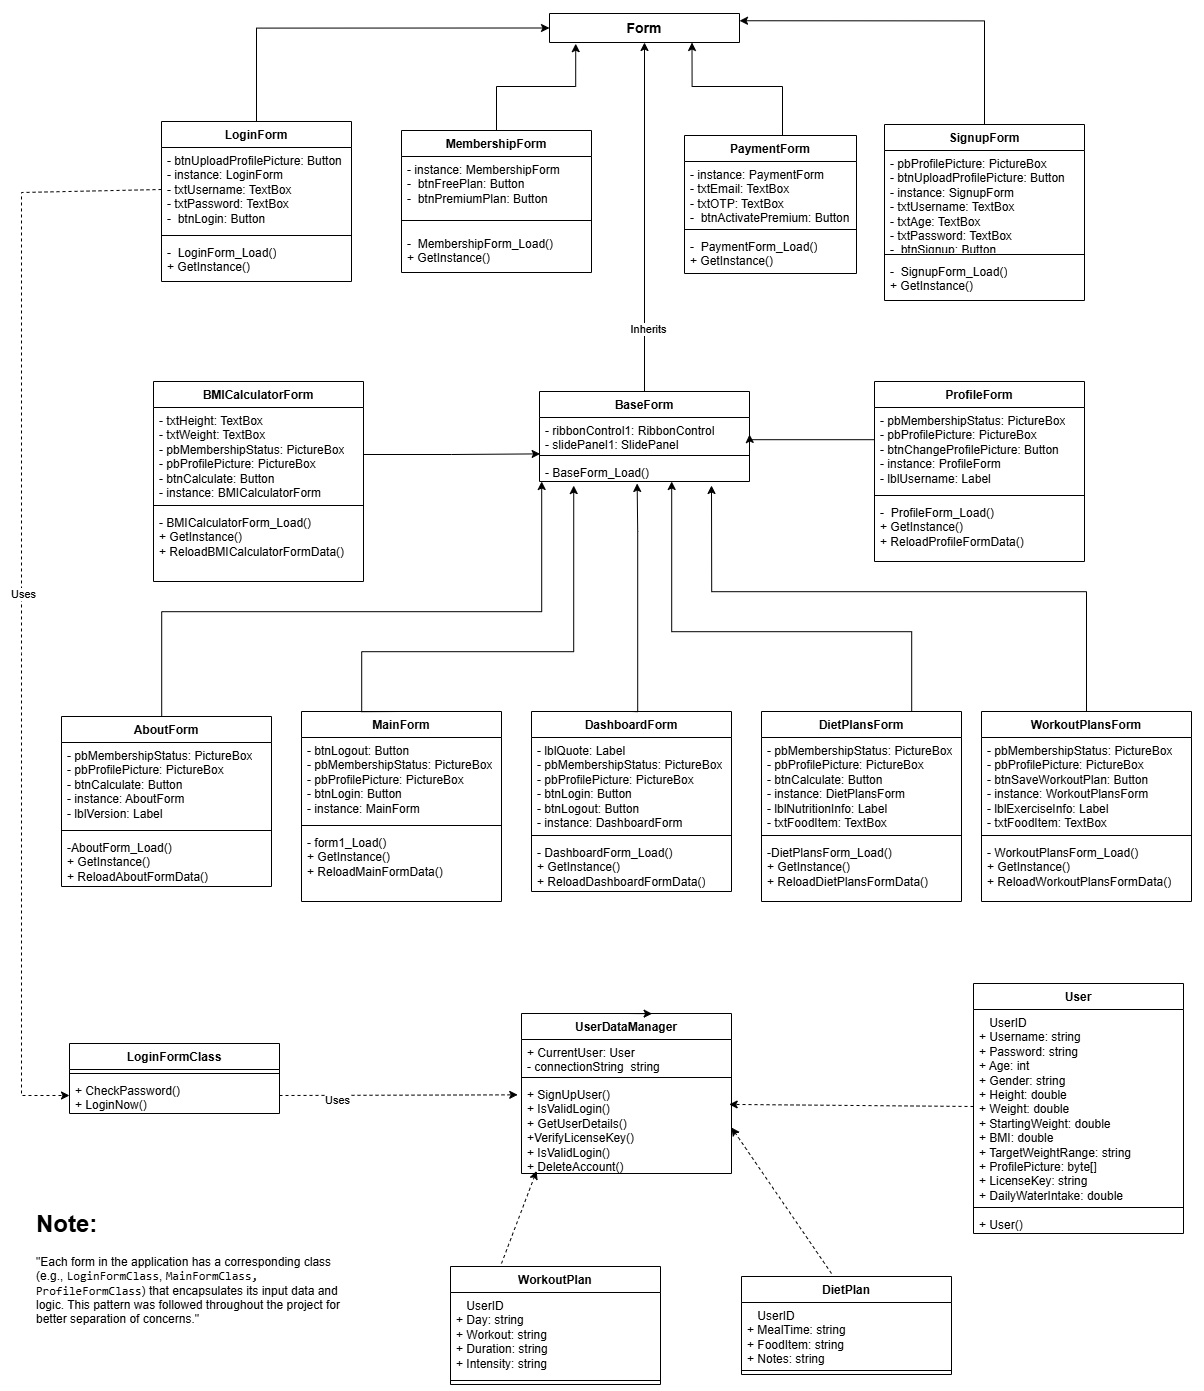 Form
LoginForm
- btnUploadProfilePicture: Button
- instance: LoginForm
- txtUsername: TextBox
- txtPassword: TextBox
- btnLogin: Button
- LoginForm_Load()
+ GetInstance()
MembershipForm
- instance: MembershipForm
- btnFreePlan: Button
- btnPremiumPlan: Button
- MembershipForm_Load()
+ GetInstance()
PaymentForm
- instance: PaymentForm
- txtEmail: TextBox
- txtOTP: TextBox
- btnActivatePremium: Button
- PaymentForm_Load()
+ GetInstance()
SignupForm
- pbProfilePicture: PictureBox
- btnUploadProfilePicture: Button
- instance: SignupForm
- txtUsername: TextBox
- txtAge: TextBox
- txtPassword: TextBox
- btnSignup: Button
- SignupForm_Load()
+ GetInstance()
Inherits
BMICalculatorForm
- txtHeight: TextBox
- txtWeight: TextBox
- pbMembershipStatus: PictureBox
- pbProfilePicture: PictureBox
- btnCalculate: Button
- instance: BMICalculatorForm
- BMICalculatorForm_Load()
+ GetInstance()
+ ReloadBMICalculatorFormData()
BaseForm
- ribbonControl1: RibbonControl
- slidePanel1: SlidePanel
- BaseForm_Load()
ProfileForm
- pbMembershipStatus: PictureBox
- pbProfilePicture: PictureBox
- btnChangeProfilePicture: Button
- instance: ProfileForm
- lblUsername: Label
- ProfileForm_Load()
+ GetInstance()
+ ReloadProfileFormData()
Uses
AboutForm
- pbMembershipStatus: PictureBox
- pbProfilePicture: PictureBox
- btnCalculate: Button
- instance: AboutForm
- lblVersion: Label
-AboutForm_Load()
+ GetInstance()
+ ReloadAboutFormData()
MainForm
- btnLogout: Button
- pbMembershipStatus: PictureBox
- pbProfilePicture: PictureBox
- btnLogin: Button
- instance: MainForm
- form1_Load()
+ GetInstance()
+ ReloadMainFormData()
DashboardForm
- lblQuote: Label
- pbMembershipStatus: PictureBox
- pbProfilePicture: PictureBox
- btnLogin: Button
- btnLogout: Button
- instance: DashboardForm
- DashboardForm_Load()
+ GetInstance()
+ ReloadDashboardFormData()
DietPlansForm
- pbMembershipStatus: PictureBox
- pbProfilePicture: PictureBox
- btnCalculate: Button
- instance: DietPlansForm
- lblNutritionInfo: Label
- txtFoodItem: TextBox
-DietPlansForm_Load()
+ GetInstance()
+ ReloadDietPlansFormData()
WorkoutPlansForm
- pbMembershipStatus: PictureBox
- pbProfilePicture: PictureBox
- btnSaveWorkoutPlan: Button
- instance: WorkoutPlansForm
- lblExerciseInfo: Label
- txtFoodItem: TextBox
- WorkoutPlansForm_Load()
+ GetInstance()
+ ReloadWorkoutPlansFormData()
LoginFormClass
+ CheckPassword()
+ LoginNow()
Uses
UserDataManager
+ CurrentUser: User
- connectionString string
+ SignUpUser()
+ IsValidLogin()
+ GetUserDetails()
+VerifyLicenseKey()
+ IsValidLogin()
+ DeleteAccount()
User
UserID
+ Username: string
+ Password: string
+ Age: int
+ Gender: string
+ Height: double
+ Weight: double
+ StartingWeight: double
+ BMI: double
+ TargetWeightRange: string
+ ProfilePicture: byte[]
+ LicenseKey: string
+ DailyWaterIntake: double
+ User()
Note:
"Each form in the application has a corresponding class
(e.g., LoginFormClass, MainFormClass,
ProfileFormClass) that encapsulates its input data and
logic. This pattern was followed throughout the project for
better separation of concerns."
WorkoutPlan
UserID
+ Day: string
+ Workout: string
+ Duration: string
+ Intensity: string
DietPlan
UserID
+ MealTime: string
+ FoodItem: string
+ Notes: string